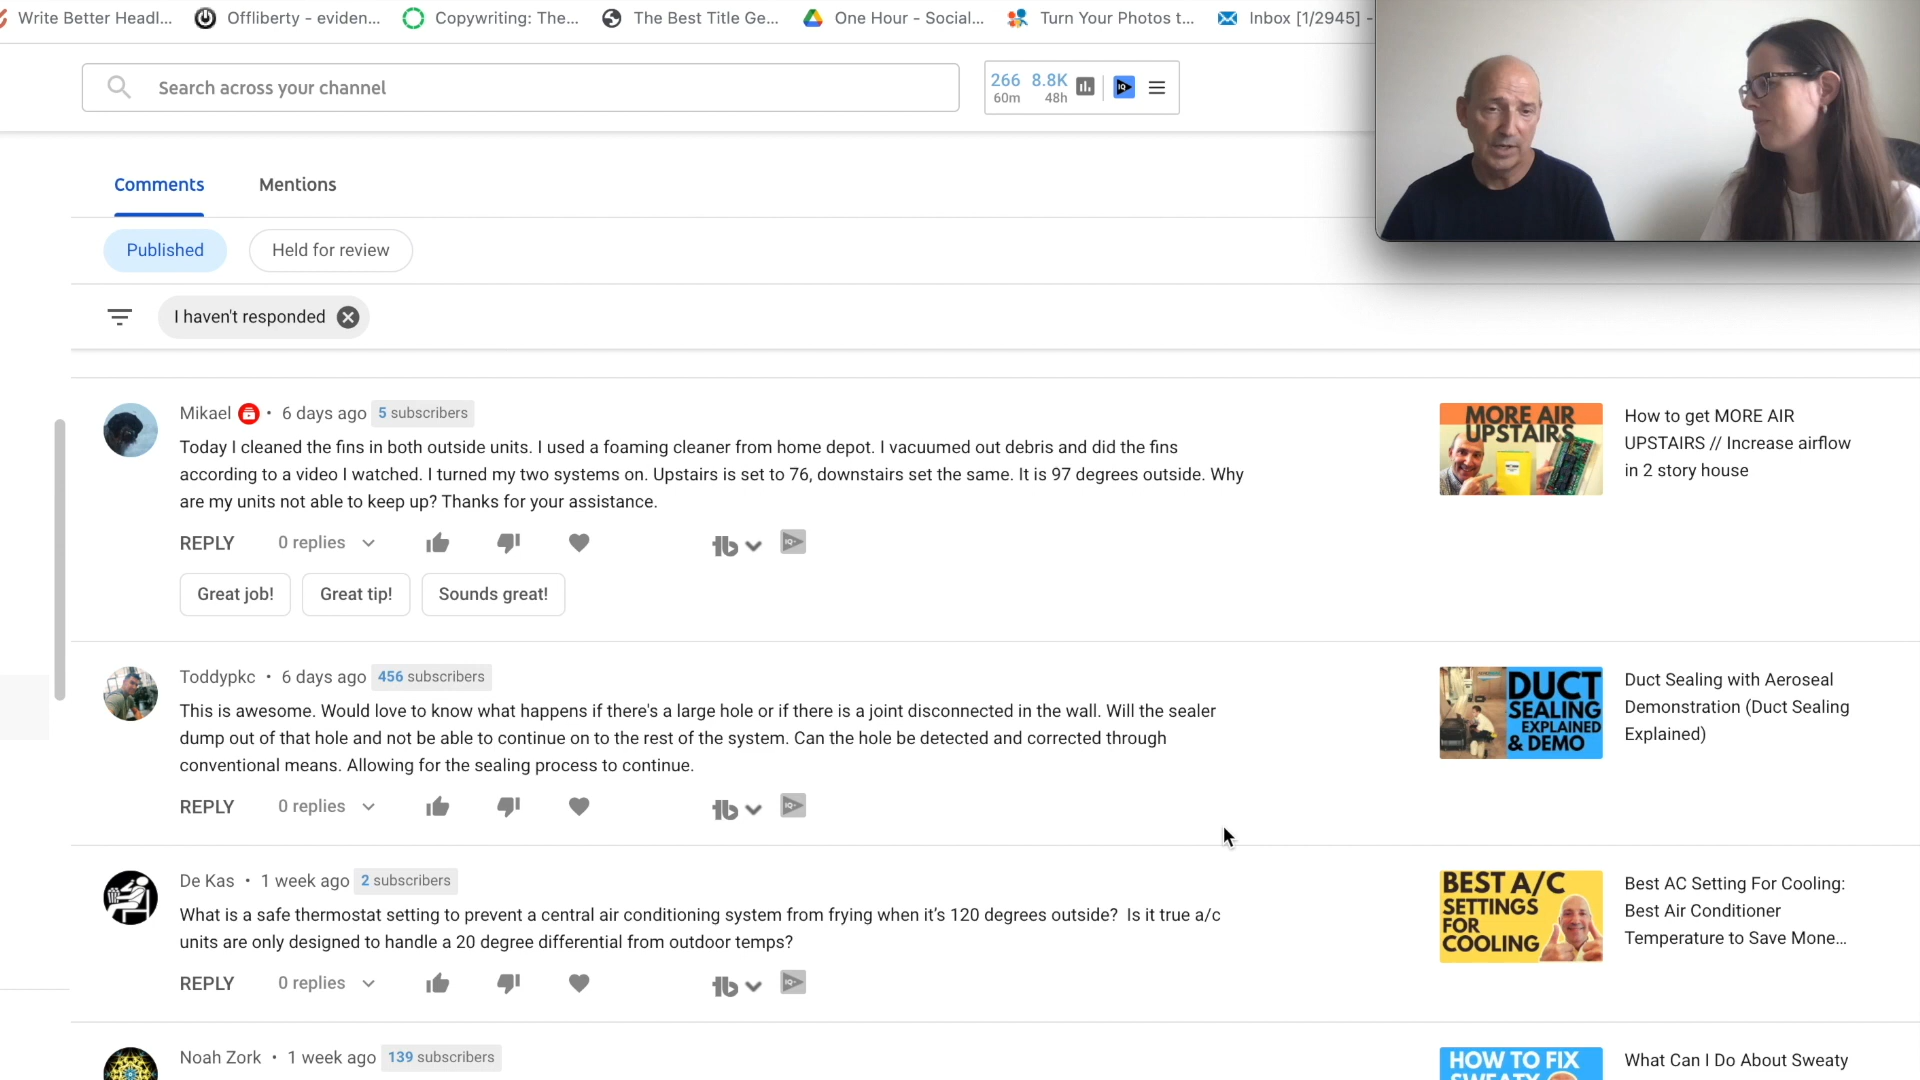 Write Better Headl... Offliberty - eviden... Copywriting: The... The Best Title Ge... One Hour - Social... Turn Your Photos t... Inbox [1/2945] -
Search across your channel
266 8.8K
60m 48h
Comments Mentions
Published Held for review
I haven't responded
Mikael • 6 days ago 5 subscribers
Today I cleaned the fins in both outside units. I used a foaming cleaner from home depot. I vacuumed out debris and did the fins
according to a video I watched. I turned my two systems on. Upstairs is set to 76, downstairs set the same. It is 97 degrees outside. Why
are my units not able to keep up? Thanks for your assistance.
REPLY 0 replies
Great job! Great tip! Sounds great!
MORE AIR
UPSTAIRS
How to get MORE AIR
UPSTAIRS // Increase airflow
in 2 story house
Toddypkc • 6 days ago 456 subscribers
This is awesome. Would love to know what happens if there's a large hole or if there is a joint disconnected in the wall. Will the sealer
dump out of that hole and not be able to continue on to the rest of the system. Can the hole be detected and corrected through
conventional means. Allowing for the sealing process to continue.
REPLY 0 replies
DUCT
SEALING
EXPLAINED
& DEMO
Duct Sealing with Aeroseal
Demonstration (Duct Sealing
Explained)
De Kas • 1 week ago 2 subscribers
What is a safe thermostat setting to prevent a central air conditioning system from frying when it's 120 degrees outside? Is it true a/c
units are only designed to handle a 20 degree differential from outdoor temps?
REPLY 0 replies
BEST A/C
SETTINGS
FOR
COOLING
Best AC Setting For Cooling:
Best Air Conditioner
Temperature to Save Mone...
Noah Zork • 1 week ago 139 subscribers
HOW TO FIX
SWEATY
What Can I Do About Sweaty